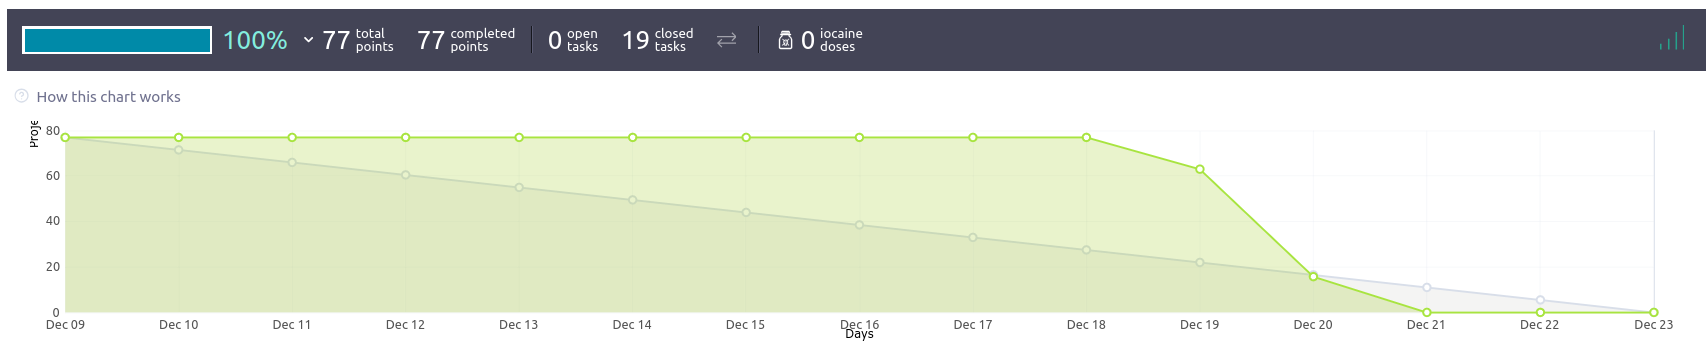 100% 77 total points 77 completed points 0 open tasks 19 closed tasks 0 iocaine doses
How this chart works
Proje
80
60
40
20
0
Dec 09 Dec 10 Dec 11 Dec 12 Dec 13 Dec 14 Dec 15 Dec 16 Dec 17 Dec 18 Dec 19 Dec 20 Dec 21 Dec 22 Dec 23
Days